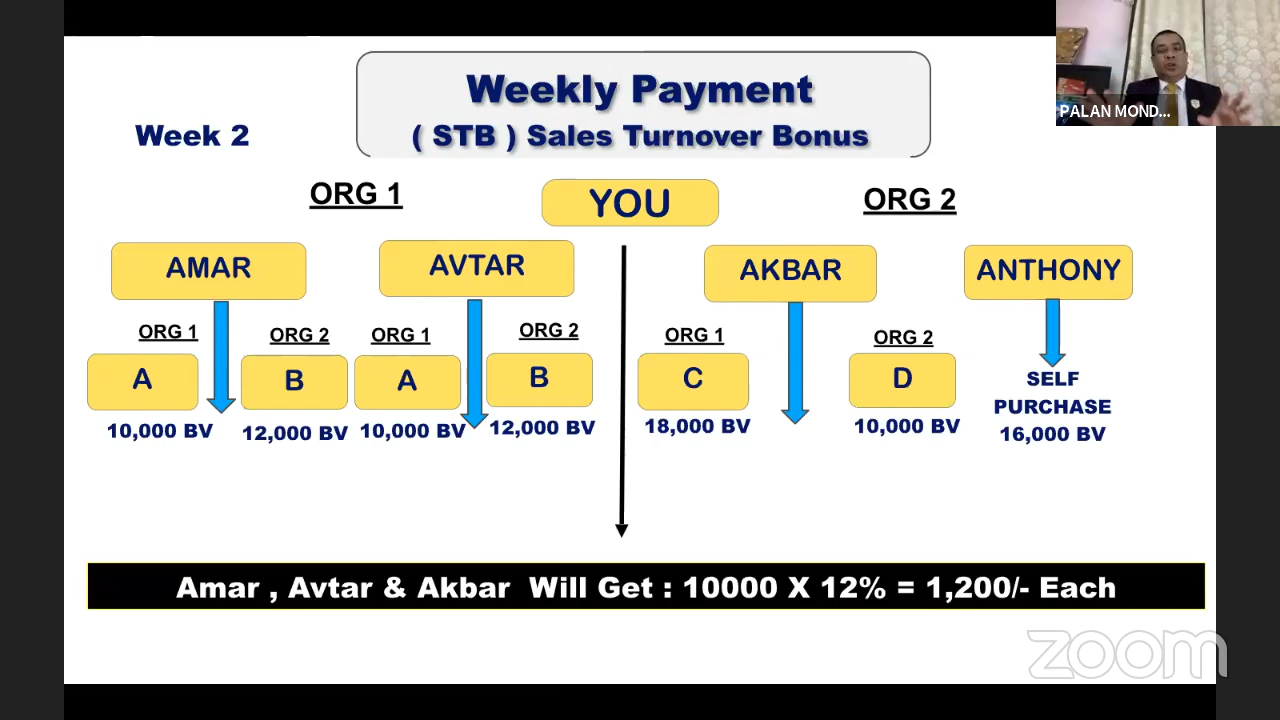 Weekly Payment
( STB ) Sales Turnover Bonus
Week 2
PALAN MOND...
ORG 1
YOU
ORG 2
AMAR
AVTAR
AKBAR
ANTHONY
ORG 1
ORG 2
ORG 1
ORG 2
ORG 1
ORG 2
A
B
A
B
C
D
SELF
PURCHASE
16,000 BV
10,000 BV
12,000 BV
10,000 BV
12,000 BV
18,000 BV
10,000 BV
Amar , Avtar & Akbar Will Get : 10000 X 12% = 1,200/- Each
zoom